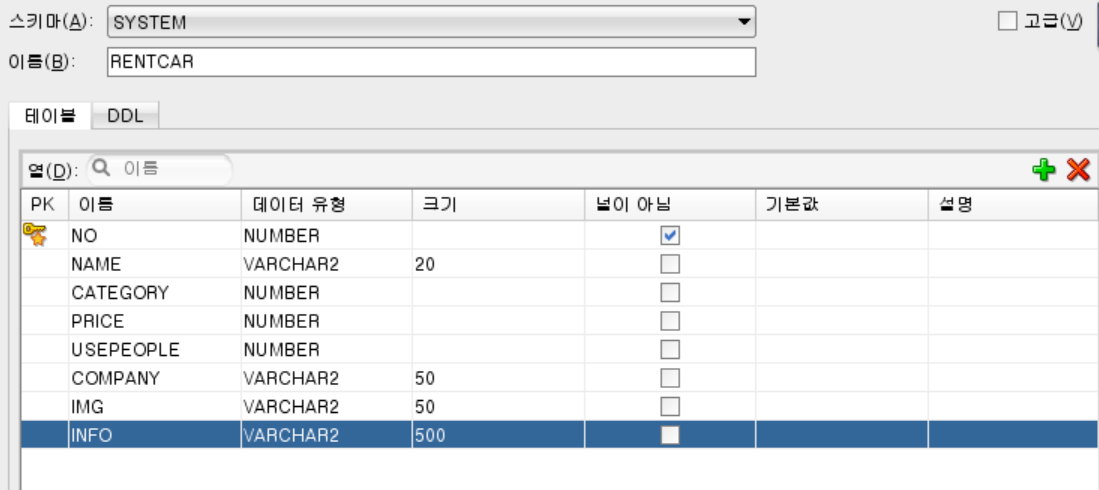 스키마(A): SYSTEM 고급(V)
이름(B): RENTCAR
테이블 DDL
열(D): 이름
PK 이름 데이터 유형 크기 널이 아님 기본값 설명
NO NUMBER
NAME VARCHAR2 20
CATEGORY NUMBER
PRICE NUMBER
USEPEOPLE NUMBER
COMPANY VARCHAR2 50
IMG VARCHAR2 50
INFO VARCHAR2 500